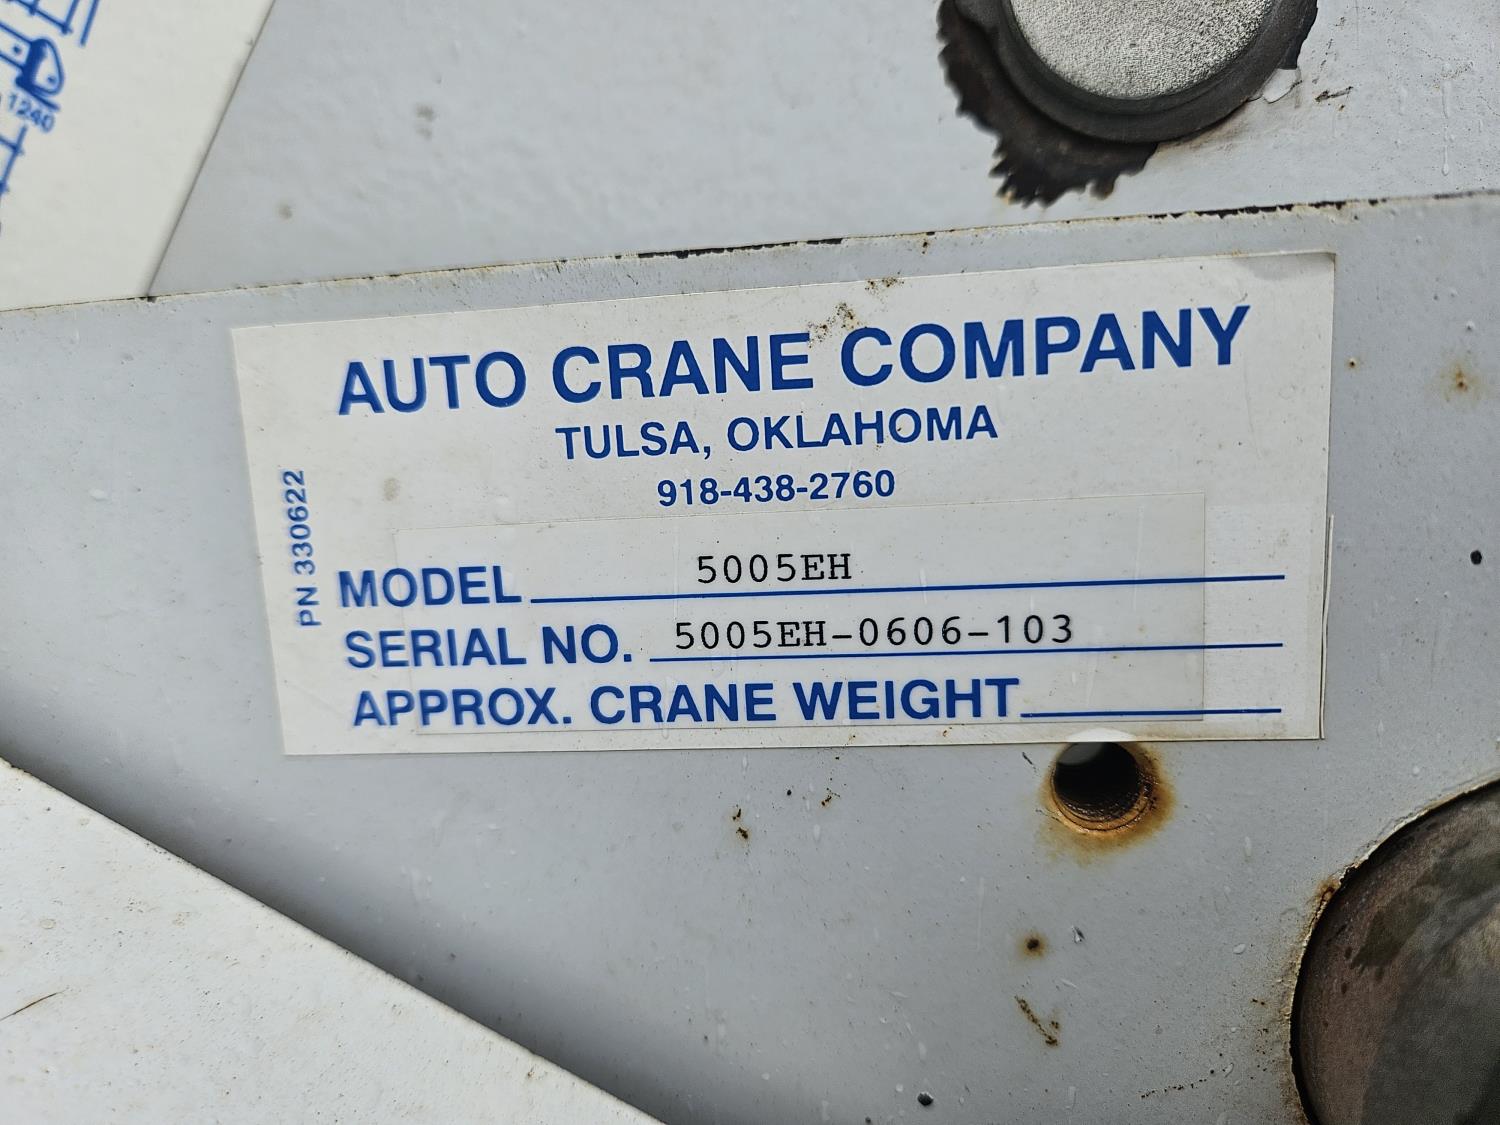 1240
AUTO CRANE COMPANY
TULSA, OKLAHOMA
918-438-2760
PN 330622
MODEL 5005EH
SERIAL NO. 5005EH-0606-103
APPROX. CRANE WEIGHT